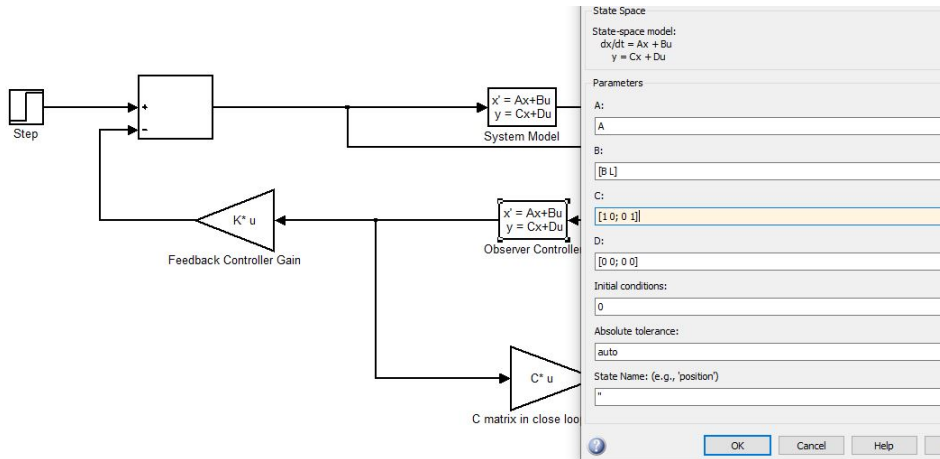 Step
+
-
x' = Ax+Bu
y = Cx+Du
System Model
K* u
Feedback Controller Gain
x' = Ax+Bu
y = Cx+Du
Observer Controller
C* u
C matrix in close loo
State Space
State-space model:
dx/dt = Ax + Bu
y = Cx + Du
Parameters
A:
A
B:
[B L]
C:
[1 0; 0 1]
D:
[0 0; 0 0]
Initial conditions:
0
Absolute tolerance:
auto
State Name: (e.g., 'position')
''
OK
Cancel
Help